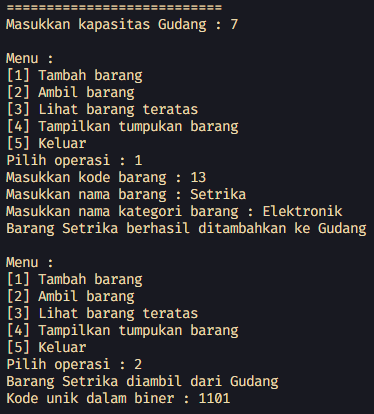 ===========================
Masukkan kapasitas Gudang : 7
Menu :
[1] Tambah barang
[2] Ambil barang
[3] Lihat barang teratas
[4] Tampilkan tumpukan barang
[5] Keluar
Pilih operasi : 1
Masukkan kode barang : 13
Masukkan nama barang : Setrika
Masukkan nama kategori barang : Elektronik
Barang Setrika berhasil ditambahkan ke Gudang
Menu :
[1] Tambah barang
[2] Ambil barang
[3] Lihat barang teratas
[4] Tampilkan tumpukan barang
[5] Keluar
Pilih operasi : 2
Barang Setrika diambil dari Gudang
Kode unik dalam biner : 1101